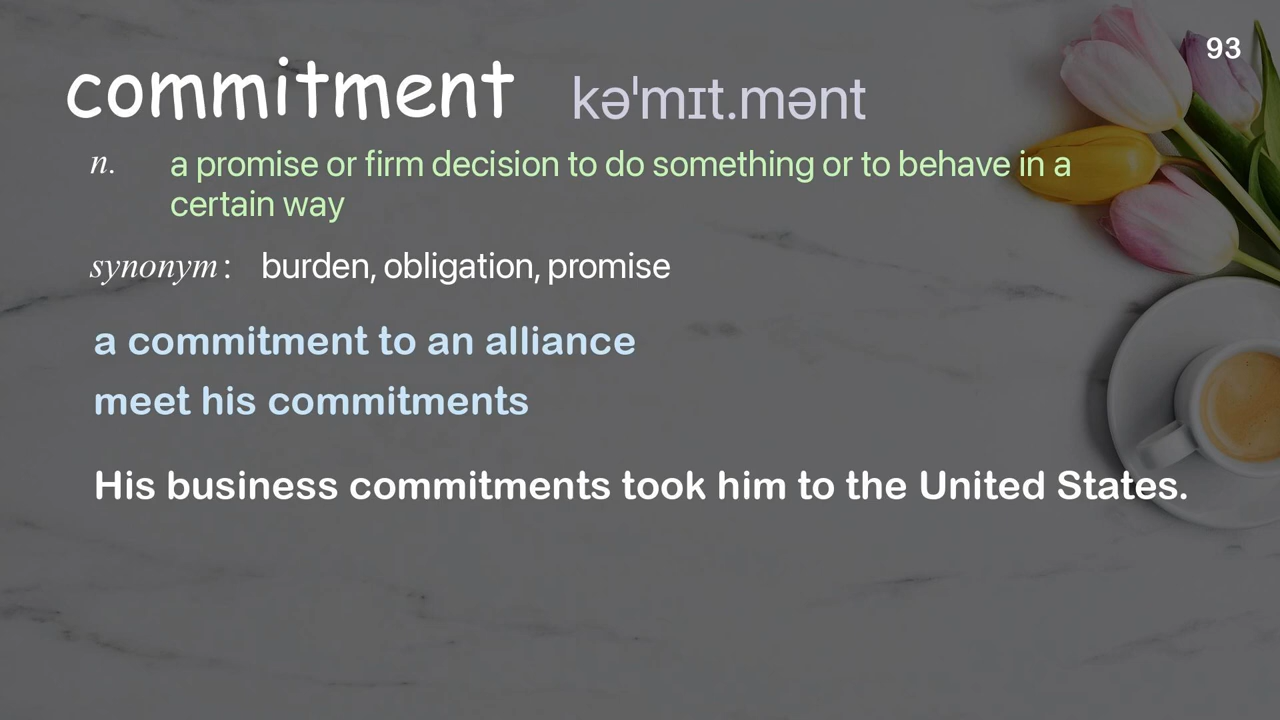 93
commitment kəˈmɪt.mənt
n. a promise or firm decision to do something or to behave in a
certain way
synonym: burden, obligation, promise
a commitment to an alliance
meet his commitments
His business commitments took him to the United States.